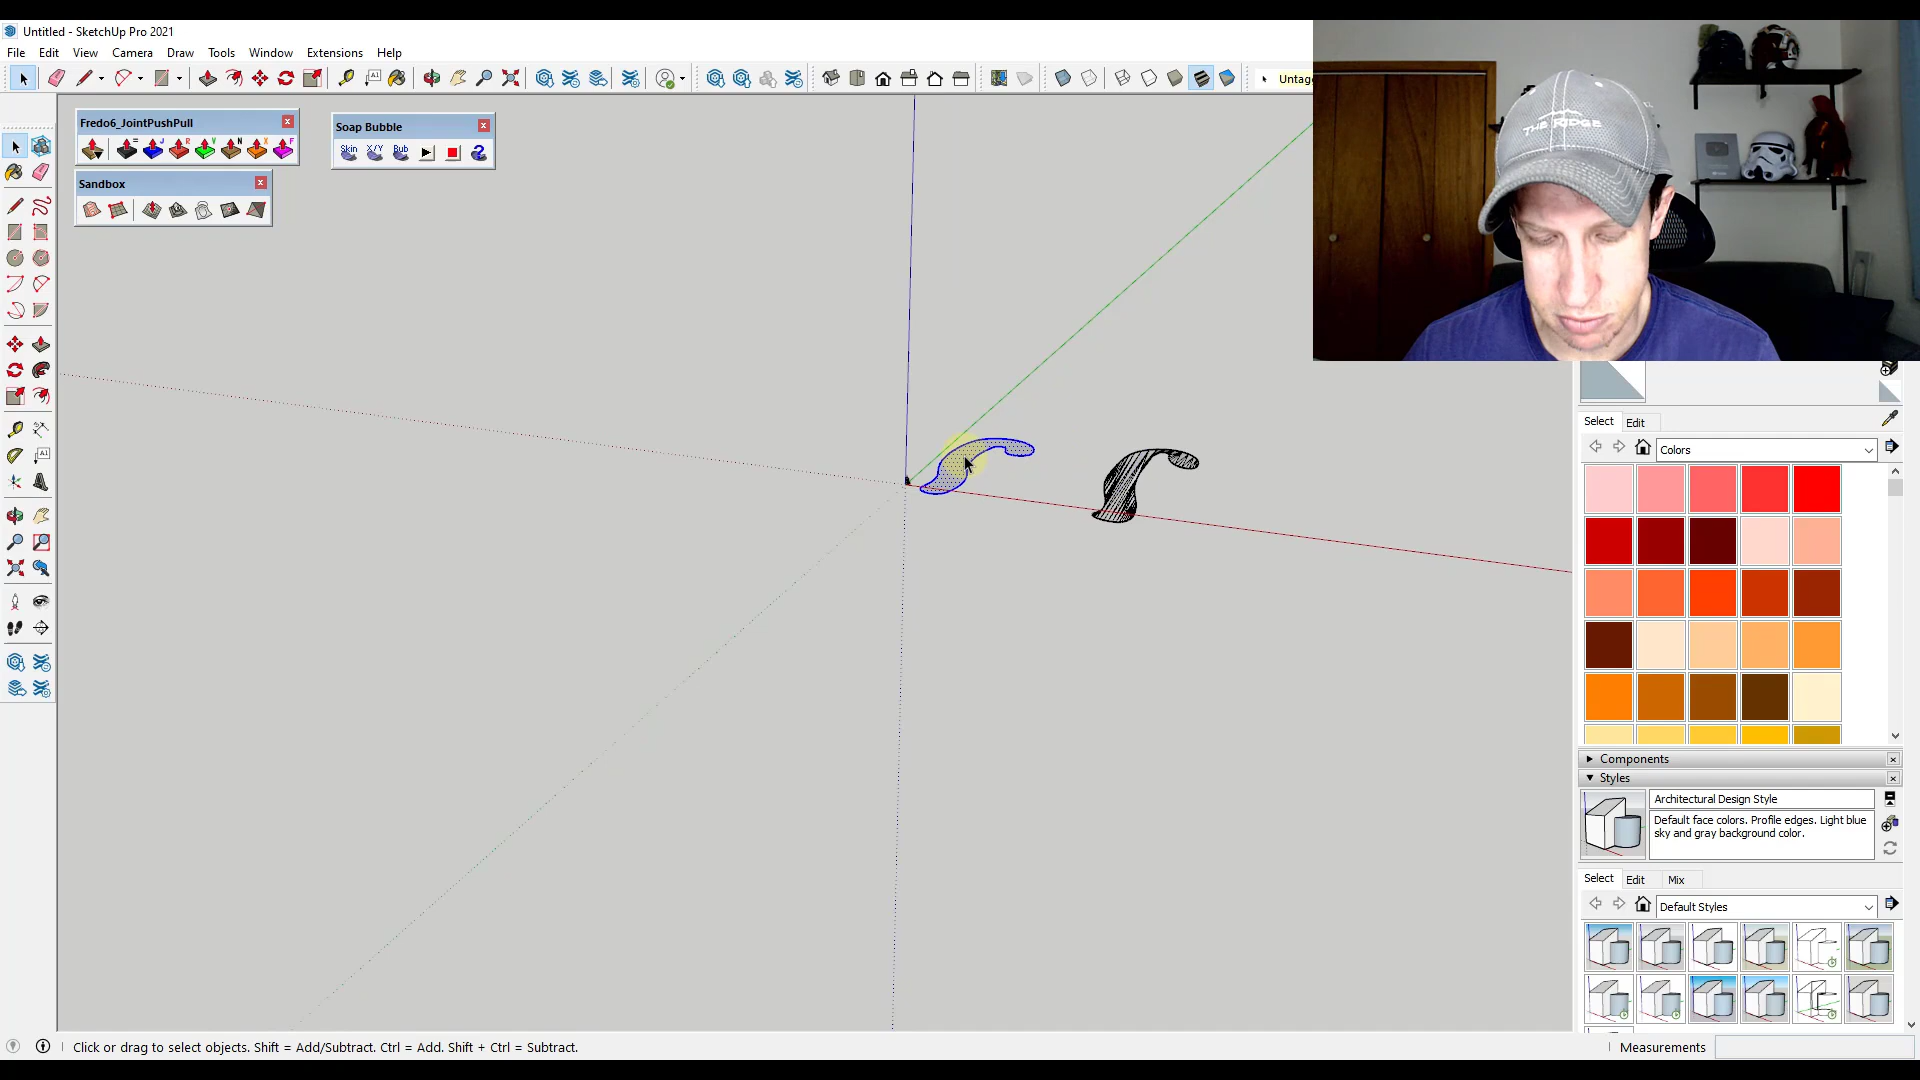 Untitled - SketchUp Pro 2021
File Edit View Camera Draw Tools Window Extensions Help
Untag
THE RIDGE
Fredo6_JointPushPull
Soap Bubble
Skin X/Y Bub
Sandbox
Select Edit
Colors
Components
Styles
Architectural Design Style
Default face colors. Profile edges. Light blue
sky and gray background color.
Select Edit Mix
Default Styles
Click or drag to select objects. Shift = Add/Subtract. Ctrl = Add. Shift + Ctrl = Subtract.
Measurements